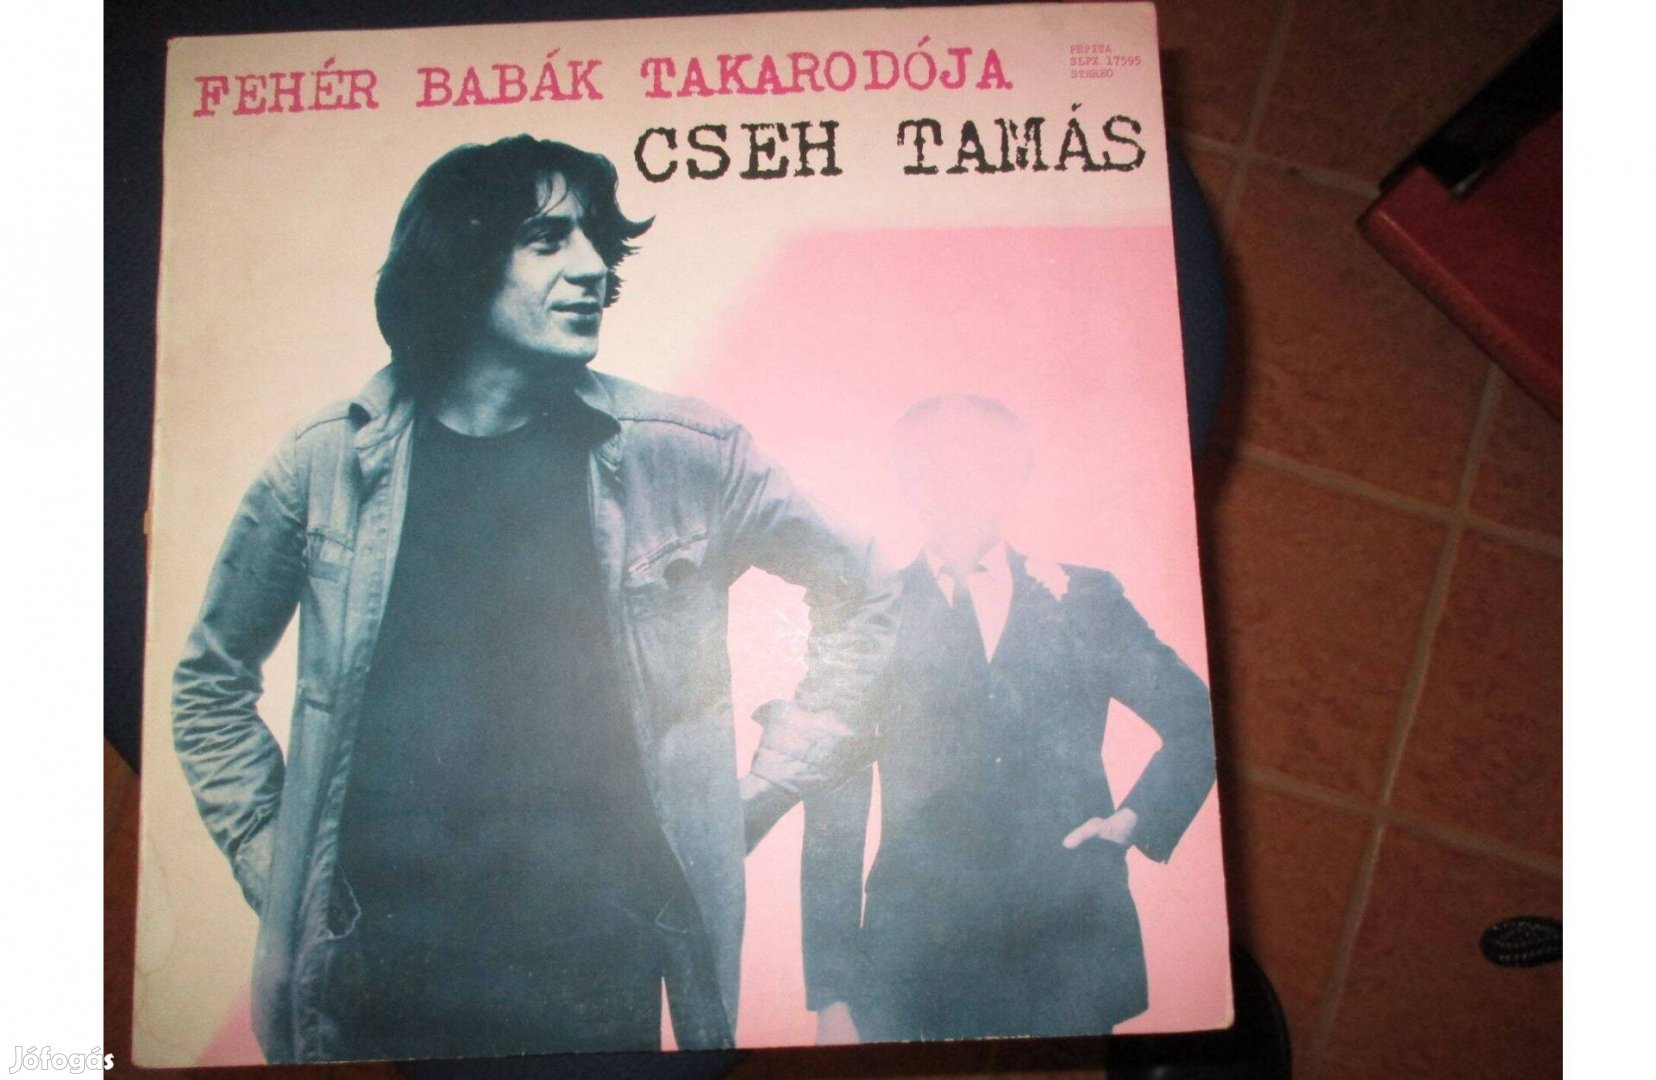 FEHÉR BABÁK TAKARODÓJA
PEPITA
SLPX 17595
STEREO
CSEH TAMÁS
Jófogás